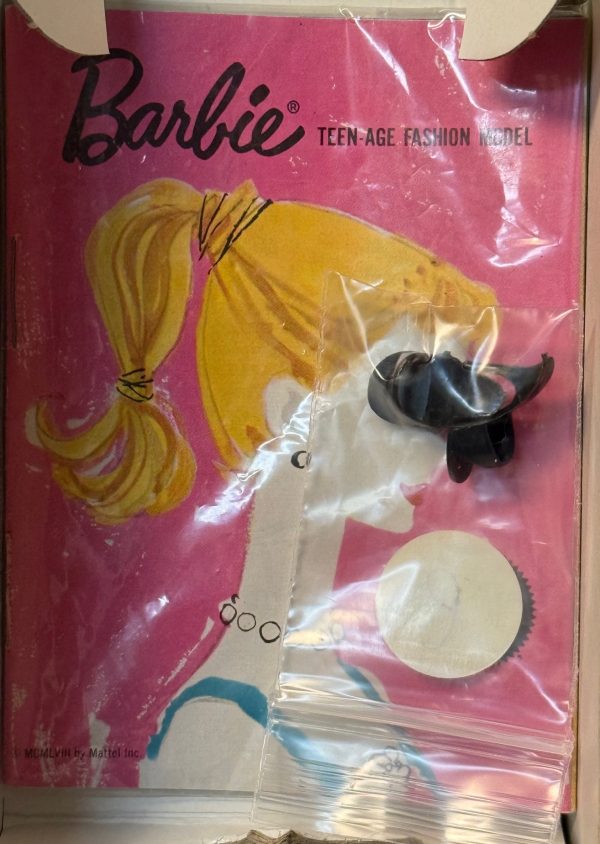 Barbie® TEEN-AGE FASHION MODEL
© MCMLVIII by Mattel Inc.